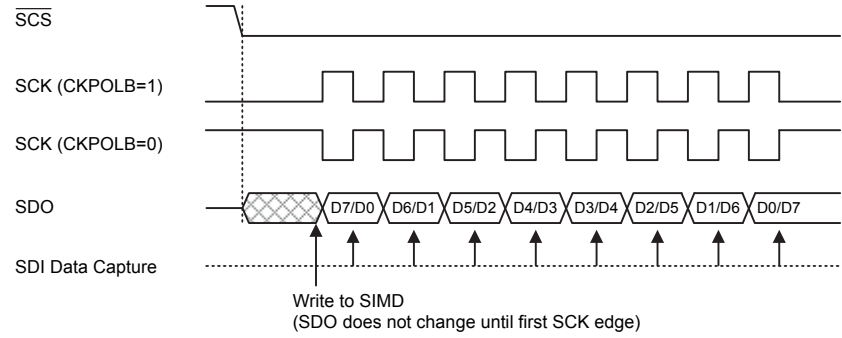 SCS
SCK (CKPOLB=1)
SCK (CKPOLB=0)
SDO
D7/D0 D6/D1 D5/D2 D4/D3 D3/D4 D2/D5 D1/D6 D0/D7
SDI Data Capture
Write to SIMD
(SDO does not change until first SCK edge)